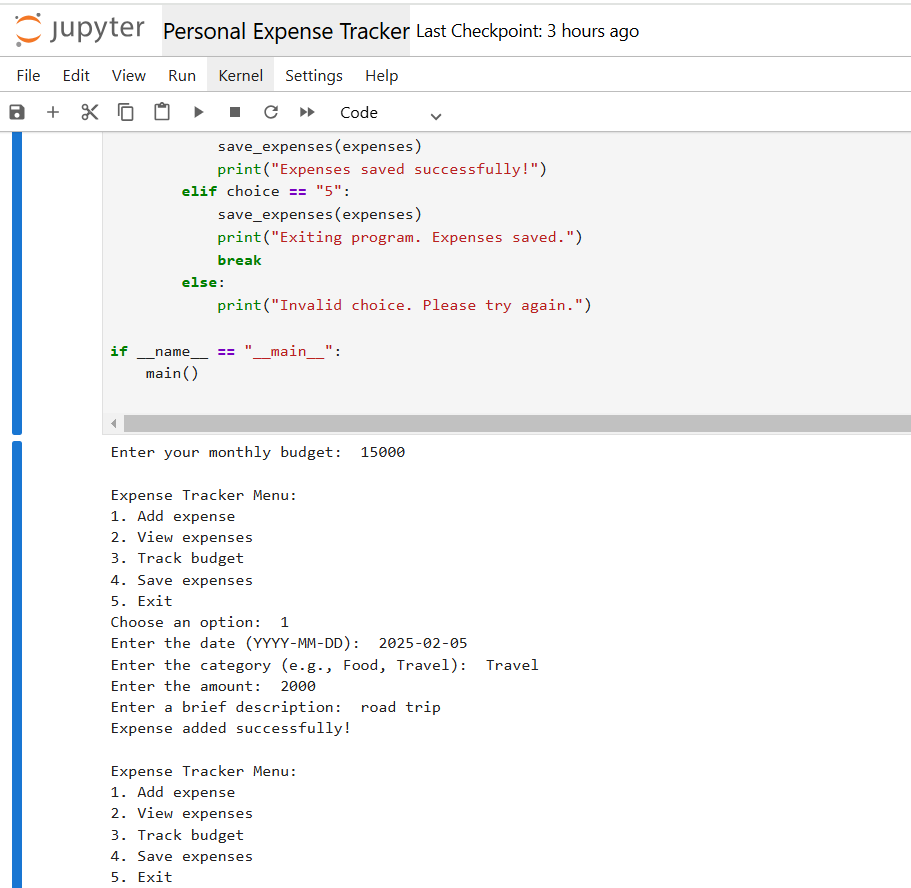 jupyter Personal Expense Tracker Last Checkpoint: 3 hours ago
File Edit View Run Kernel Settings Help
Code
save_expenses(expenses)
print("Expenses saved successfully!")
elif choice == "5":
save_expenses(expenses)
print("Exiting program. Expenses saved.")
break
else:
print("Invalid choice. Please try again.")
if __name__ == "__main__":
main()
Enter your monthly budget: 15000
Expense Tracker Menu:
1. Add expense
2. View expenses
3. Track budget
4. Save expenses
5. Exit
Choose an option: 1
Enter the date (YYYY-MM-DD): 2025-02-05
Enter the category (e.g., Food, Travel): Travel
Enter the amount: 2000
Enter a brief description: road trip
Expense added successfully!
Expense Tracker Menu:
1. Add expense
2. View expenses
3. Track budget
4. Save expenses
5. Exit